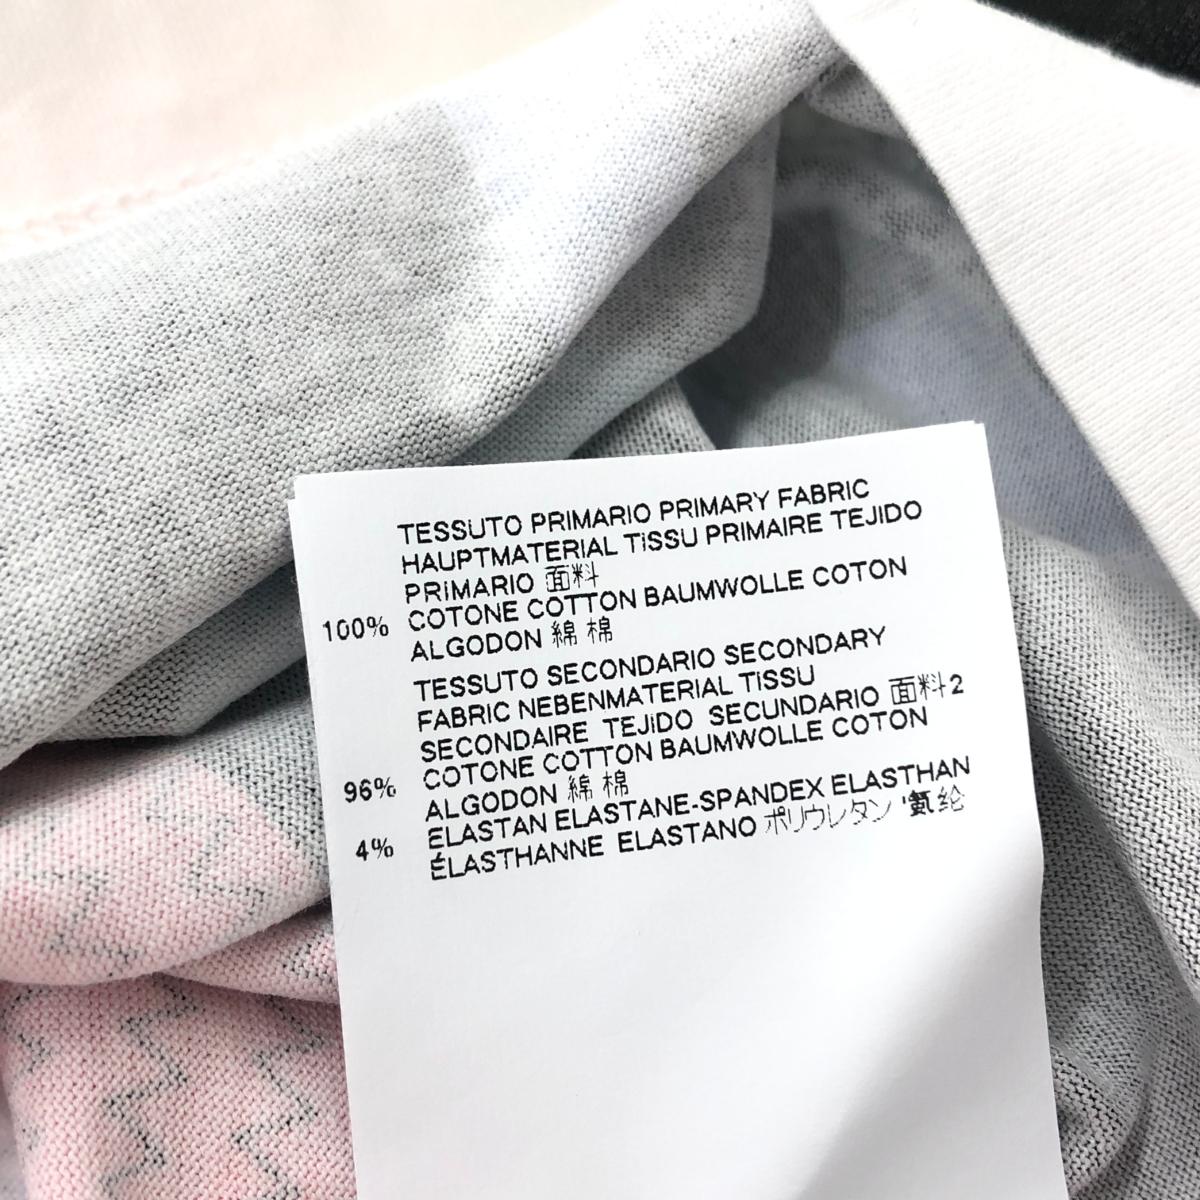 TESSUTO PRIMARIO PRIMARY FABRIC
HAUPTMATERIAL TISSU PRIMAIRE TEJIDO
PRIMARIO 面料
100% COTONE COTTON BAUMWOLLE COTON
ALGODON 綿 棉
TESSUTO SECONDARIO SECONDARY
FABRIC NEBENMATERIAL TISSU
SECONDAIRE TEJIDO SECUNDARIO 面料2
96% COTONE COTTON BAUMWOLLE COTON
ALGODON 綿 棉
4% ELASTAN ELASTANE-SPANDEX ELASTHAN
ÉLASTHANNE ELASTANO ポリウレタン